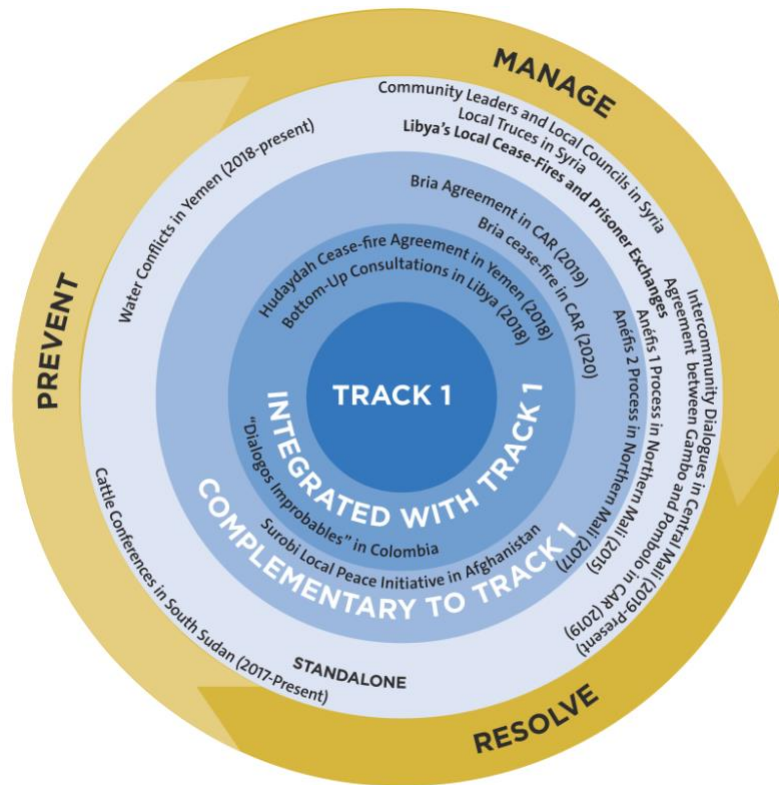 MANAGE
Community Leaders and Local Councils in Syria
Local Truces in Syria
Libya's Local Cease-Fires and Prisoner Exchanges
Water Conflicts in Yemen (2018-present)
Bria Agreement in CAR (2019)
Bria cease-fire in CAR (2020)
Hudaydah Cease-fire Agreement in Yemen (2018)
Bottom-Up Consultations in Libya (2018)
Intercommunity Dialogues in Central Mali (2019-Present)
Agreement between Gambo and Pombolo in CAR (2019)
Anéfis 1 Process in Northern Mali (2015)
Anéfis 2 Process in Northern Mali (2017)
PREVENT
TRACK 1
INTEGRATED WITH TRACK 1
"Dialogos Improbables" in Colombia
Surobi Local Peace Initiative in Afghanistan
COMPLEMENTARY TO TRACK 1
Cattle Conferences in South Sudan (2017-Present)
STANDALONE
RESOLVE